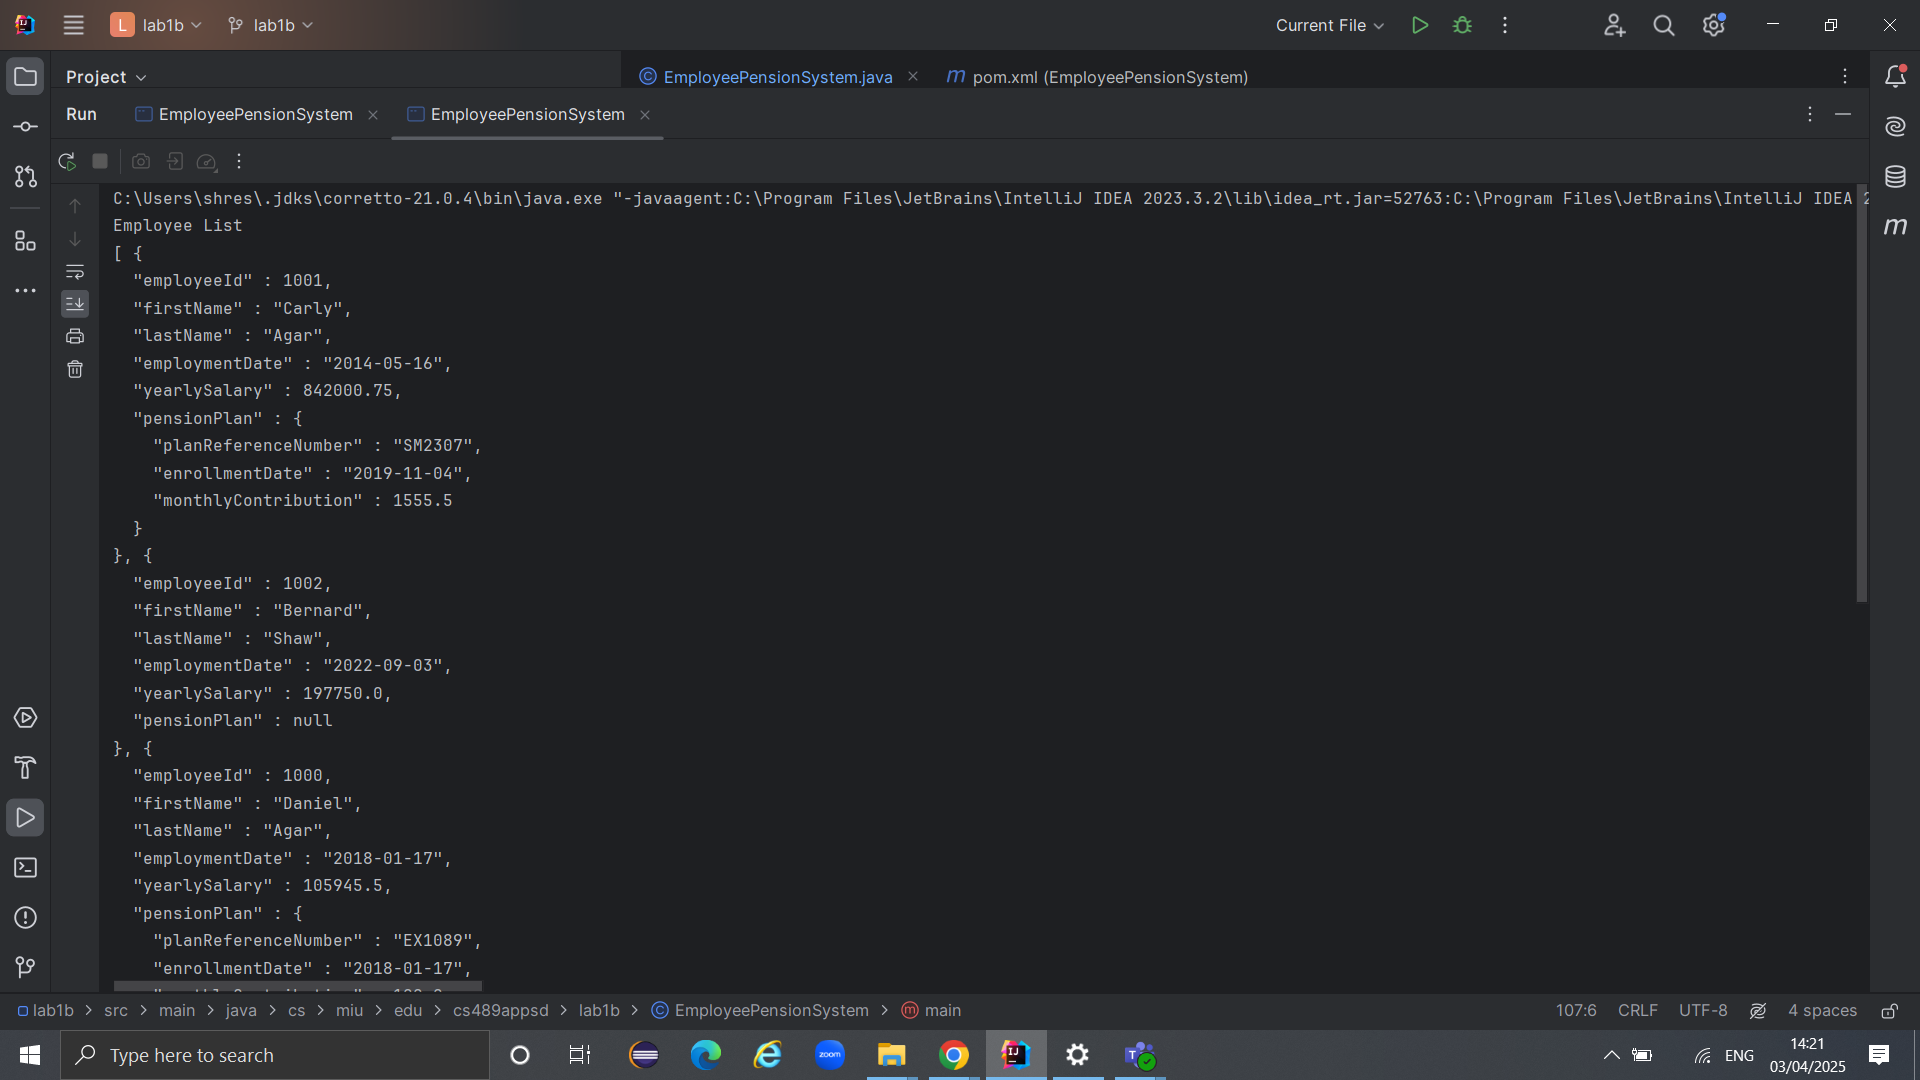 L lab1b lab1b Current File
Project EmployeePensionSystem.java pom.xml (EmployeePensionSystem)
Run EmployeePensionSystem EmployeePensionSystem
C:\Users\shres\.jdks\corretto-21.0.4\bin\java.exe "-javaagent:C:\Program Files\JetBrains\IntelliJ IDEA 2023.3.2\lib\idea_rt.jar=52763:C:\Program Files\JetBrains\IntelliJ IDEA 2
Employee List
[ {
  "employeeId" : 1001,
  "firstName" : "Carly",
  "lastName" : "Agar",
  "employmentDate" : "2014-05-16",
  "yearlySalary" : 842000.75,
  "pensionPlan" : {
    "planReferenceNumber" : "SM2307",
    "enrollmentDate" : "2019-11-04",
    "monthlyContribution" : 1555.5
  }
}, {
  "employeeId" : 1002,
  "firstName" : "Bernard",
  "lastName" : "Shaw",
  "employmentDate" : "2022-09-03",
  "yearlySalary" : 197750.0,
  "pensionPlan" : null
}, {
  "employeeId" : 1000,
  "firstName" : "Daniel",
  "lastName" : "Agar",
  "employmentDate" : "2018-01-17",
  "yearlySalary" : 105945.5,
  "pensionPlan" : {
    "planReferenceNumber" : "EX1089",
    "enrollmentDate" : "2018-01-17",
lab1b > src > main > java > cs > miu > edu > cs489appsd > lab1b > EmployeePensionSystem > main 107:6 CRLF UTF-8 4 spaces
Type here to search zoom ENG 14:21
03/04/2025